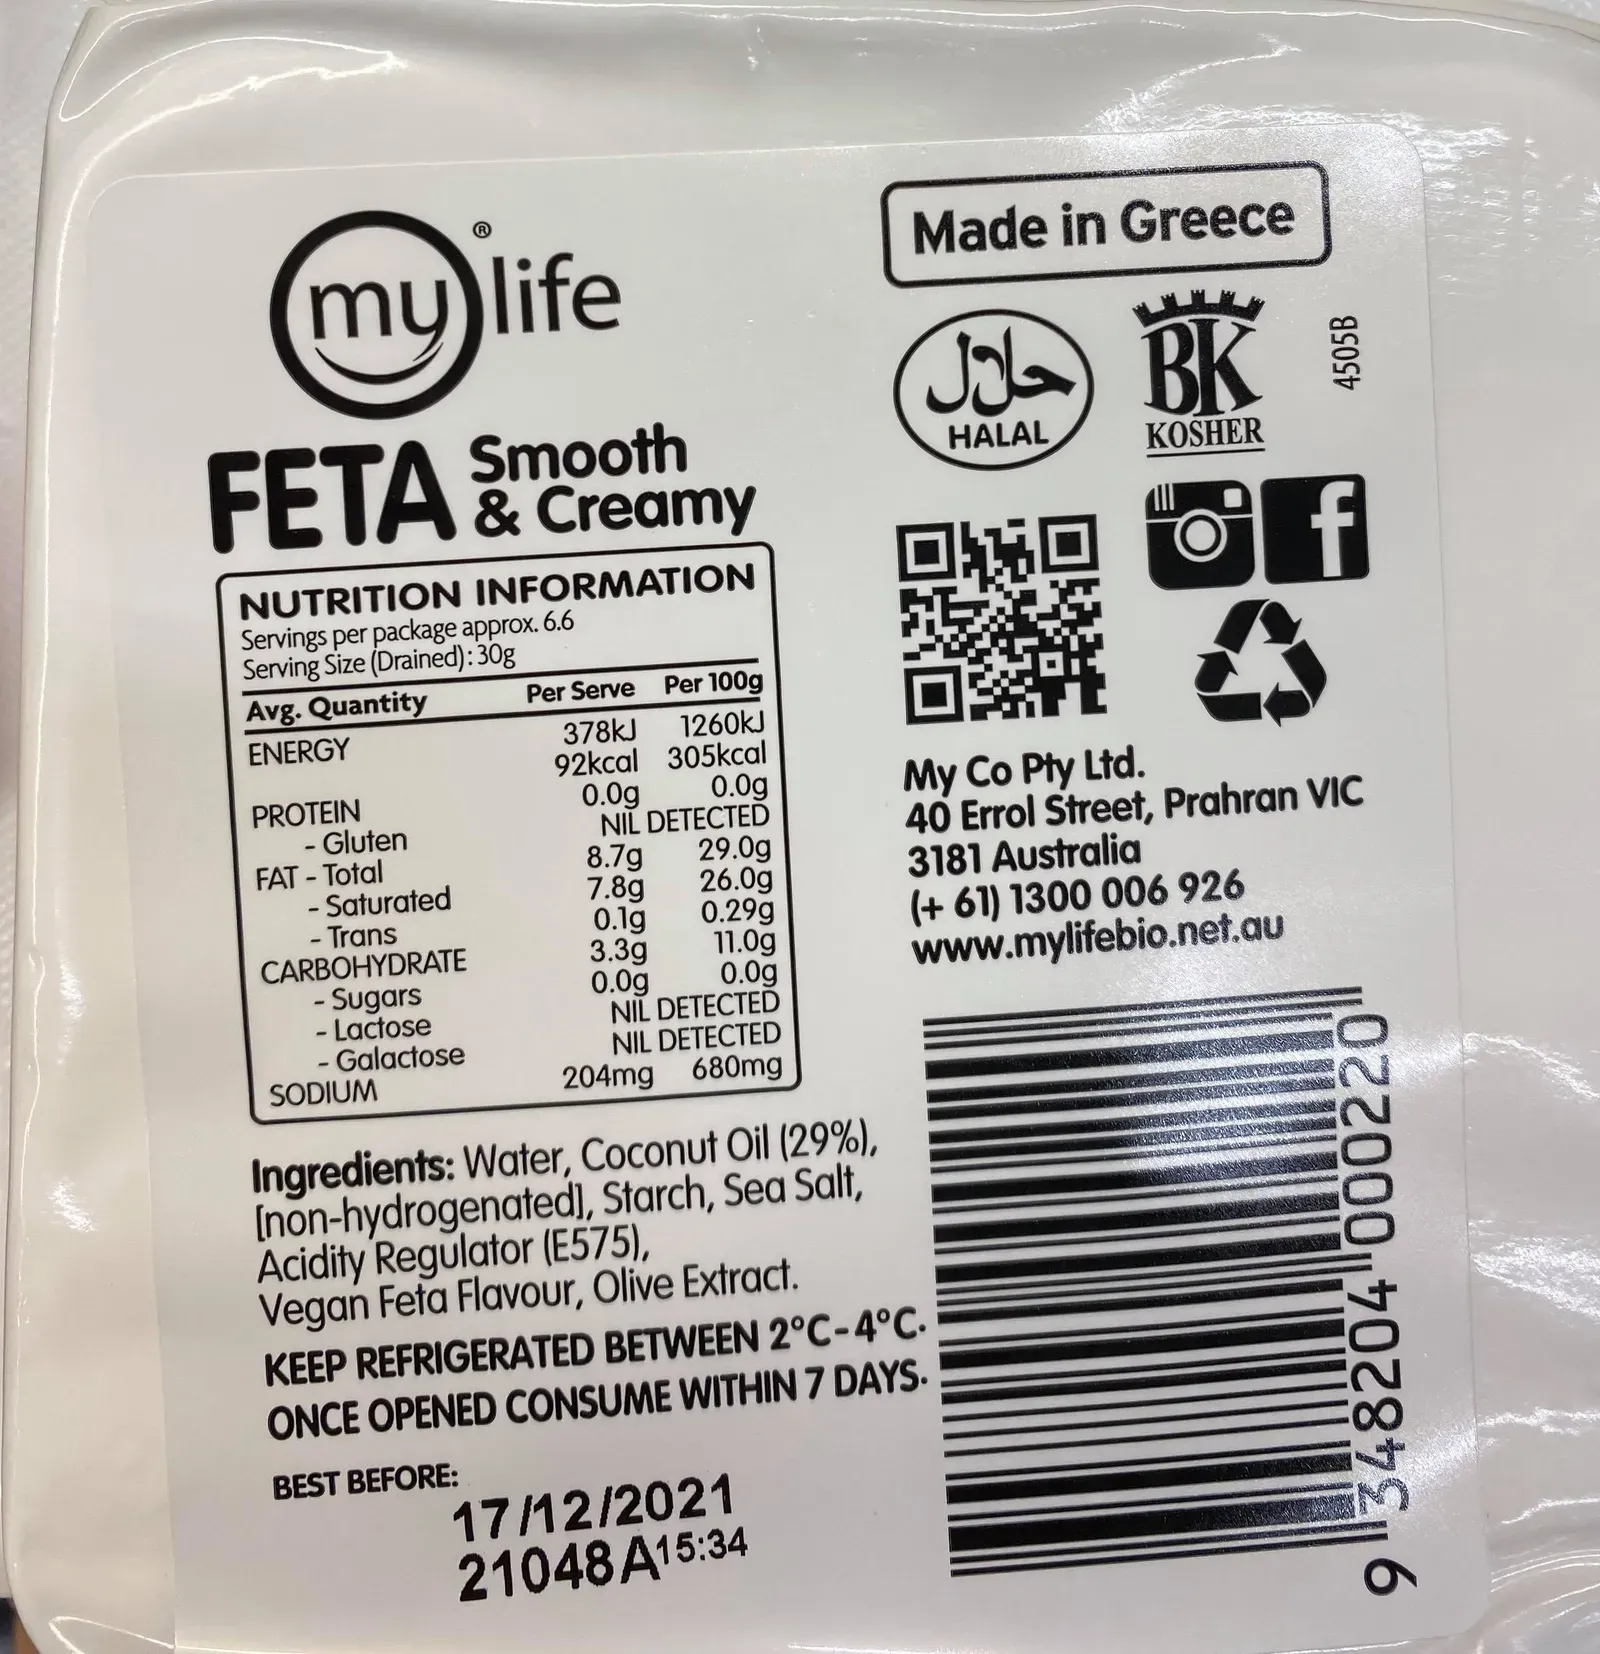 my life®
FETA Smooth
& Creamy
NUTRITION INFORMATION
Servings per package approx. 6.6
Serving Size (Drained): 30g
Avg. Quantity Per Serve Per 100g
ENERGY 378kJ 1260kJ
92kcal 305kcal
PROTEIN 0.0g 0.0g
- Gluten NIL DETECTED
FAT - Total 8.7g 29.0g
- Saturated 7.8g 26.0g
- Trans 0.1g 0.29g
CARBOHYDRATE 3.3g 11.0g
- Sugars 0.0g 0.0g
- Lactose NIL DETECTED
- Galactose NIL DETECTED
SODIUM 204mg 680mg
Ingredients: Water, Coconut Oil (29%),
[non-hydrogenated], Starch, Sea Salt,
Acidity Regulator (E575),
Vegan Feta Flavour, Olive Extract.
KEEP REFRIGERATED BETWEEN 2°C-4°C.
ONCE OPENED CONSUME WITHIN 7 DAYS.
BEST BEFORE:
17/12/2021
21048A15:34
Made in Greece
حلال
HALAL
BK
KOSHER
4505B
f
My Co Pty Ltd.
40 Errol Street, Prahran VIC
3181 Australia
(+ 61) 1300 006 926
www.mylifebio.net.au
9 348204 000220